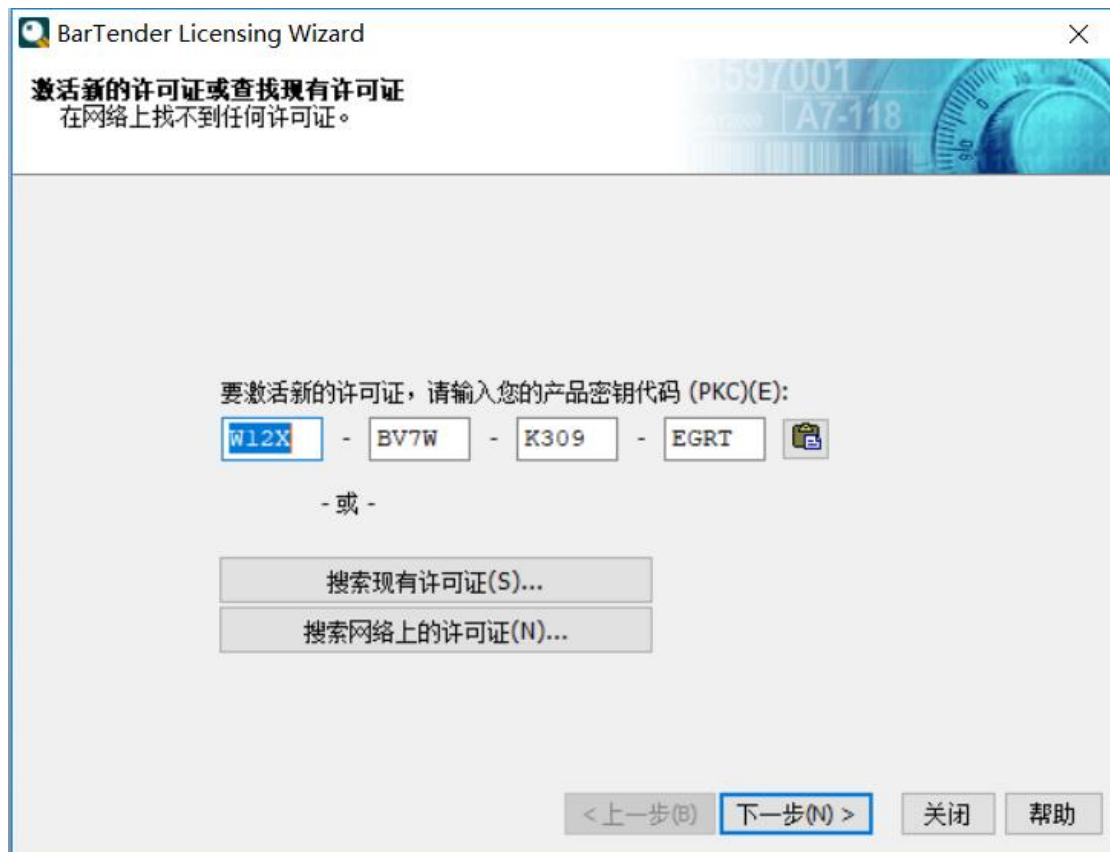 BarTender Licensing Wizard
激活新的许可证或查找现有许可证
在网络上找不到任何许可证。
3597001
A7-118
要激活新的许可证，请输入您的产品密钥代码 (PKC)(E):
W12X - BV7W - K309 - EGRT
- 或 -
搜索现有许可证(S)...
搜索网络上的许可证(N)...
< 上一步(B) 下一步(N) > 关闭 帮助